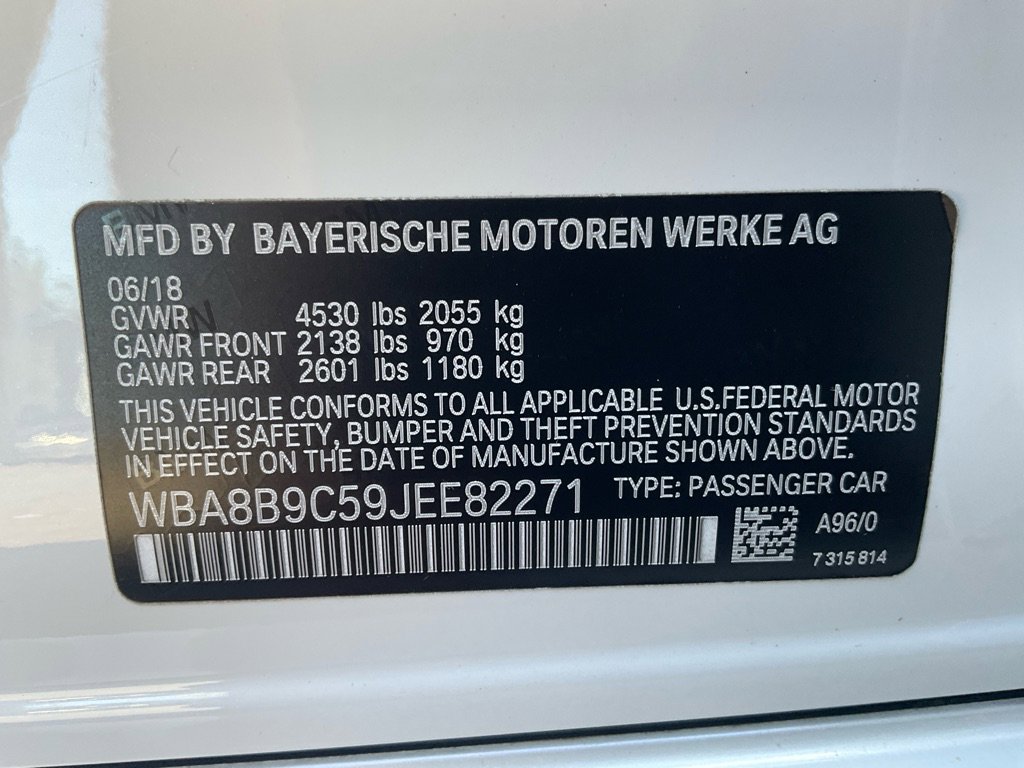 MFD BY BAYERISCHE MOTOREN WERKE AG
06/18
GVWR 4530 lbs 2055 kg
GAWR FRONT 2138 lbs 970 kg
GAWR REAR 2601 lbs 1180 kg
THIS VEHICLE CONFORMS TO ALL APPLICABLE U.S.FEDERAL MOTOR
VEHICLE SAFETY, BUMPER AND THEFT PREVENTION STANDARDS
IN EFFECT ON THE DATE OF MANUFACTURE SHOWN ABOVE.
WBA8B9C59JEE82271 TYPE: PASSENGER CAR
A96/0
7 315 814